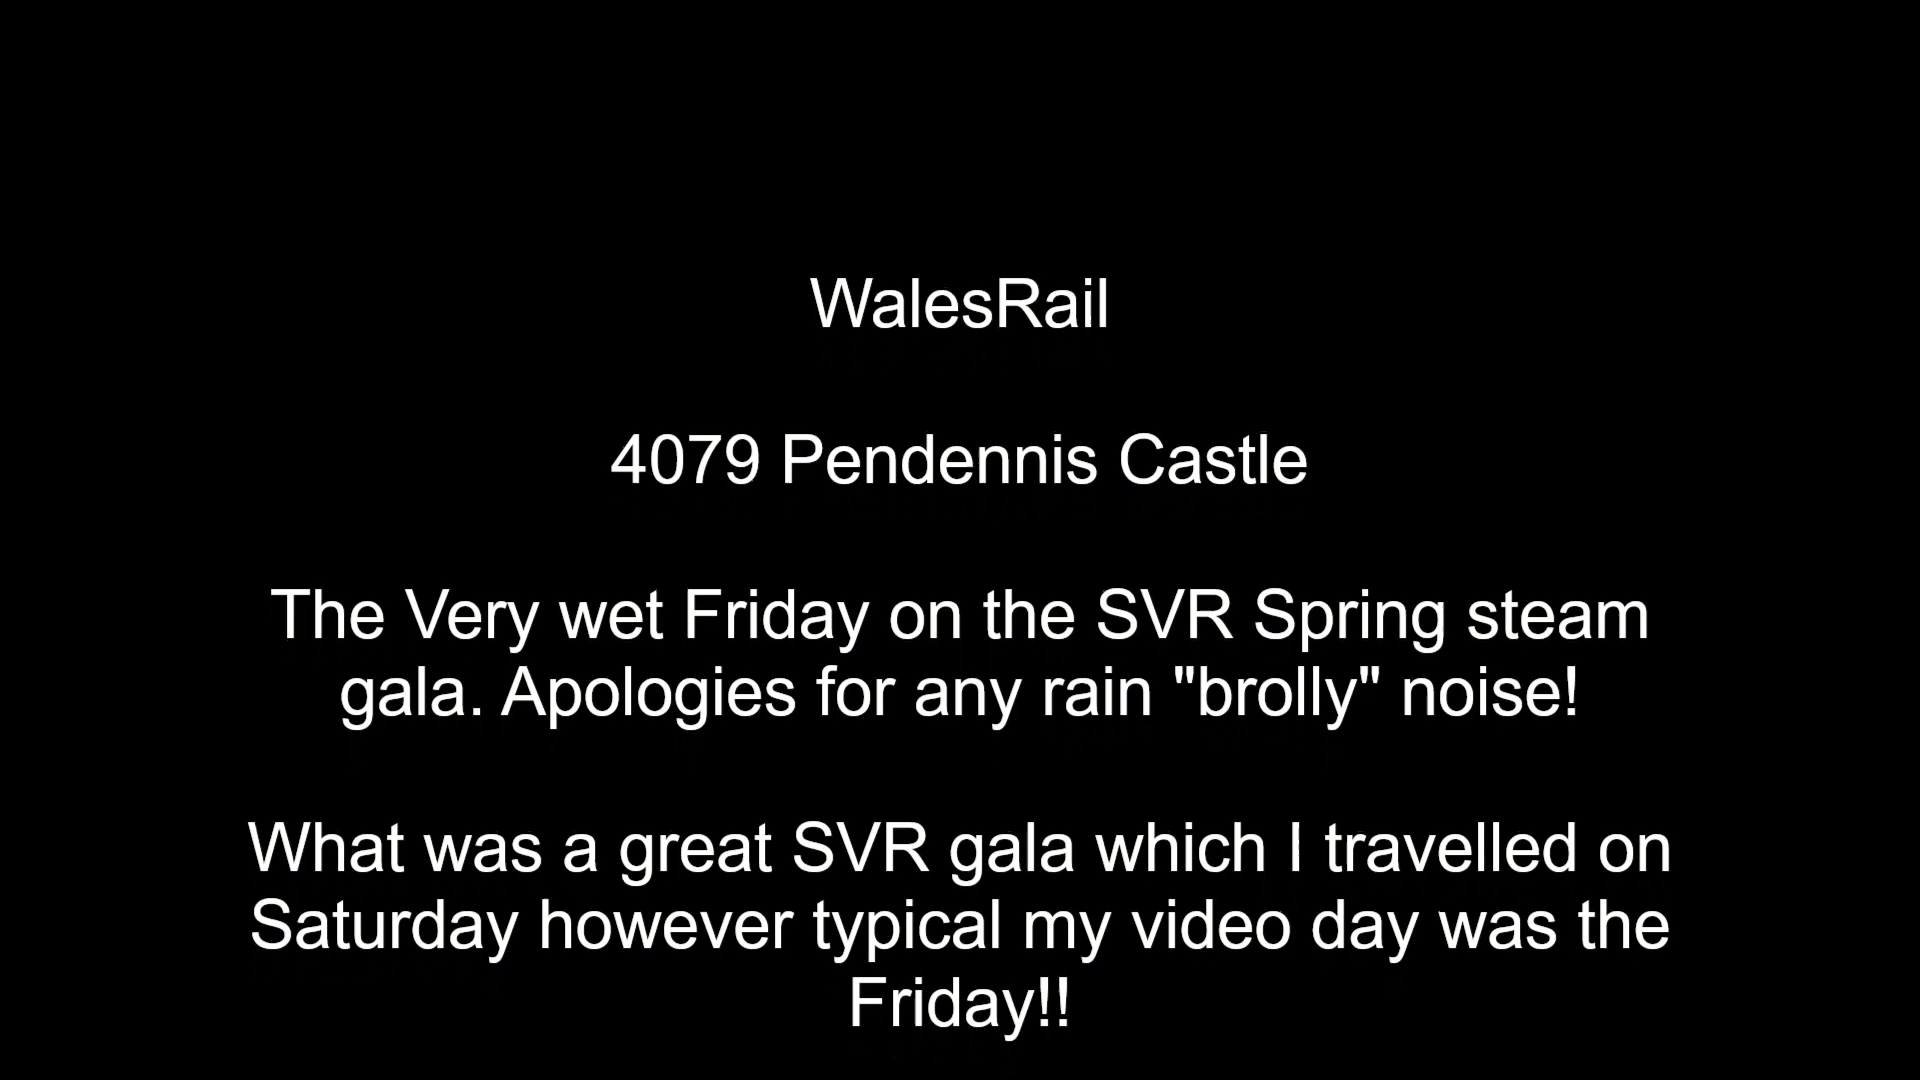 WalesRail
4079 Pendennis Castle
The Very wet Friday on the SVR Spring steam
gala. Apologies for any rain "brolly" noise!
What was a great SVR gala which I travelled on
Saturday however typical my video day was the
Friday!!